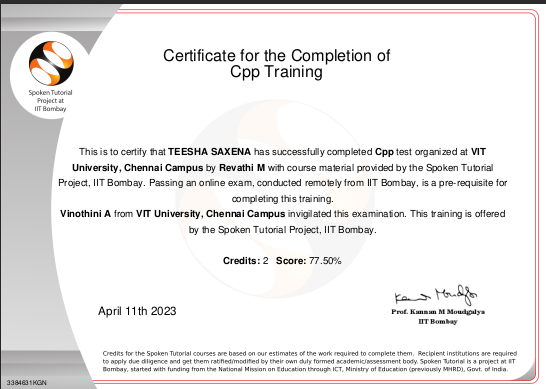 Certificate for the Completion of
Cpp Training
Spoken Tutorial
Project at
IIT Bombay
This is to certify that TEESHA SAXENA has successfully completed Cpp test organized at VIT
University, Chennai Campus by Revathi M with course material provided by the Spoken Tutorial
Project, IIT Bombay. Passing an online exam, conducted remotely from IIT Bombay, is a pre-requisite for
completing this training.
Vinothini A from VIT University, Chennai Campus invigilated this examination. This training is offered
by the Spoken Tutorial Project, IIT Bombay.
Credits: 2 Score: 77.50%
April 11th 2023
Prof. Kannan M Moudgalya
IIT Bombay
Credits for the Spoken Tutorial courses are based on our estimates of the work required to complete them. Recipient institutions are required
to apply due diligence and get them ratified/modified by their own duly formed academic/assessment body. Spoken Tutorial is a project at IIT
Bombay, started with funding from the National Mission on Education through ICT, Ministry of Education (previously MHRD), Govt. of India.
3384631KGN